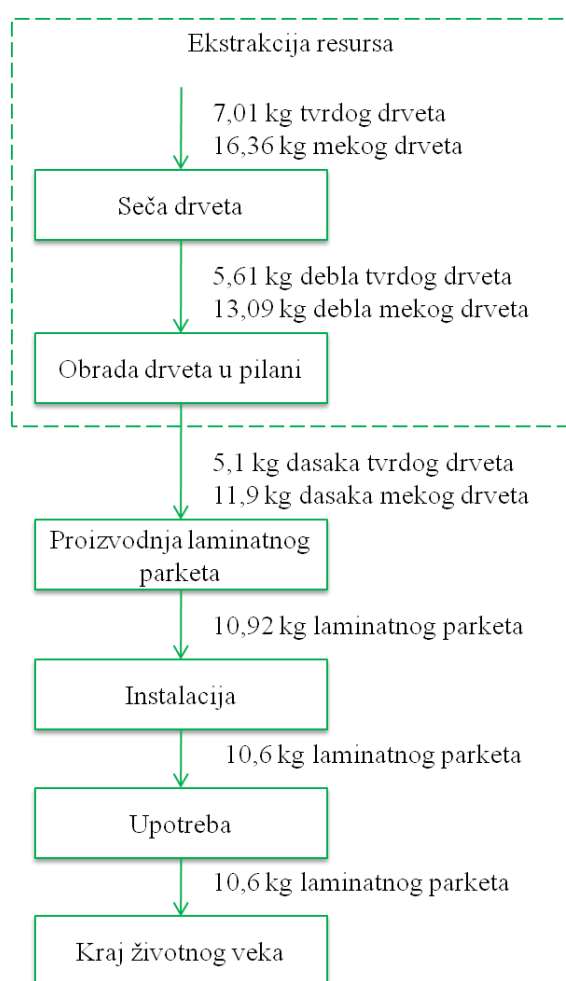 Ekstrakcija resursa
7,01 kg tvrdog drveta
16,36 kg mekog drveta
Seča drveta
5,61 kg debla tvrdog drveta
13,09 kg debla mekog drveta
Obrada drveta u pilani
5,1 kg dasaka tvrdog drveta
11,9 kg dasaka mekog drveta
Proizvodnja laminatnog
parketa
10,92 kg laminatnog parketa
Instalacija
10,6 kg laminatnog parketa
Upotreba
10,6 kg laminatnog parketa
Kraj životnog veka